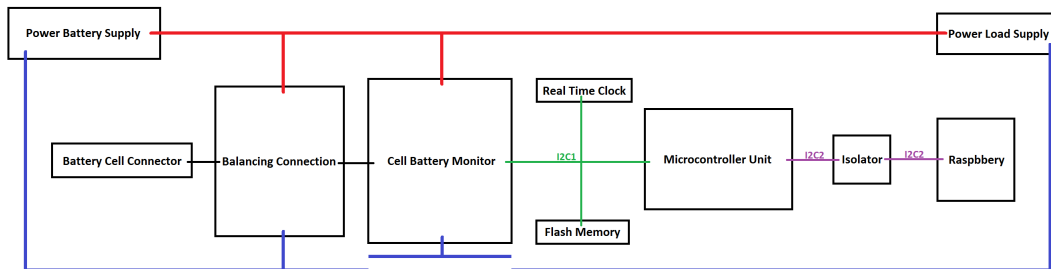 Power Battery Supply
Power Load Supply
Real Time Clock
Battery Cell Connector
Balancing Connection
Cell Battery Monitor
I2C1
Microcontroller Unit
I2C2
Isolator
I2C2
Raspbbery
Flash Memory